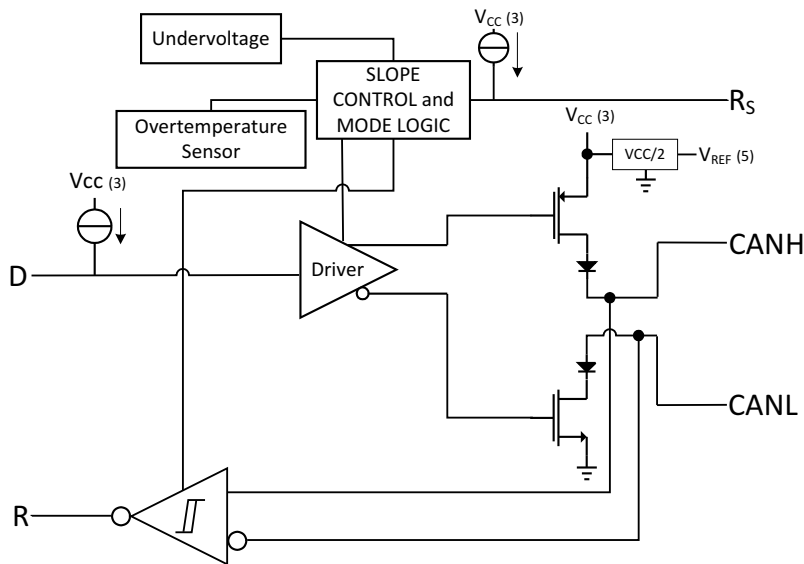 Undervoltage
VCC (3)
SLOPE
CONTROL and
MODE LOGIC
RS
Overtemperature
Sensor
VCC (3)
VCC/2
VREF (5)
Vcc (3)
D
Driver
CANH
CANL
R